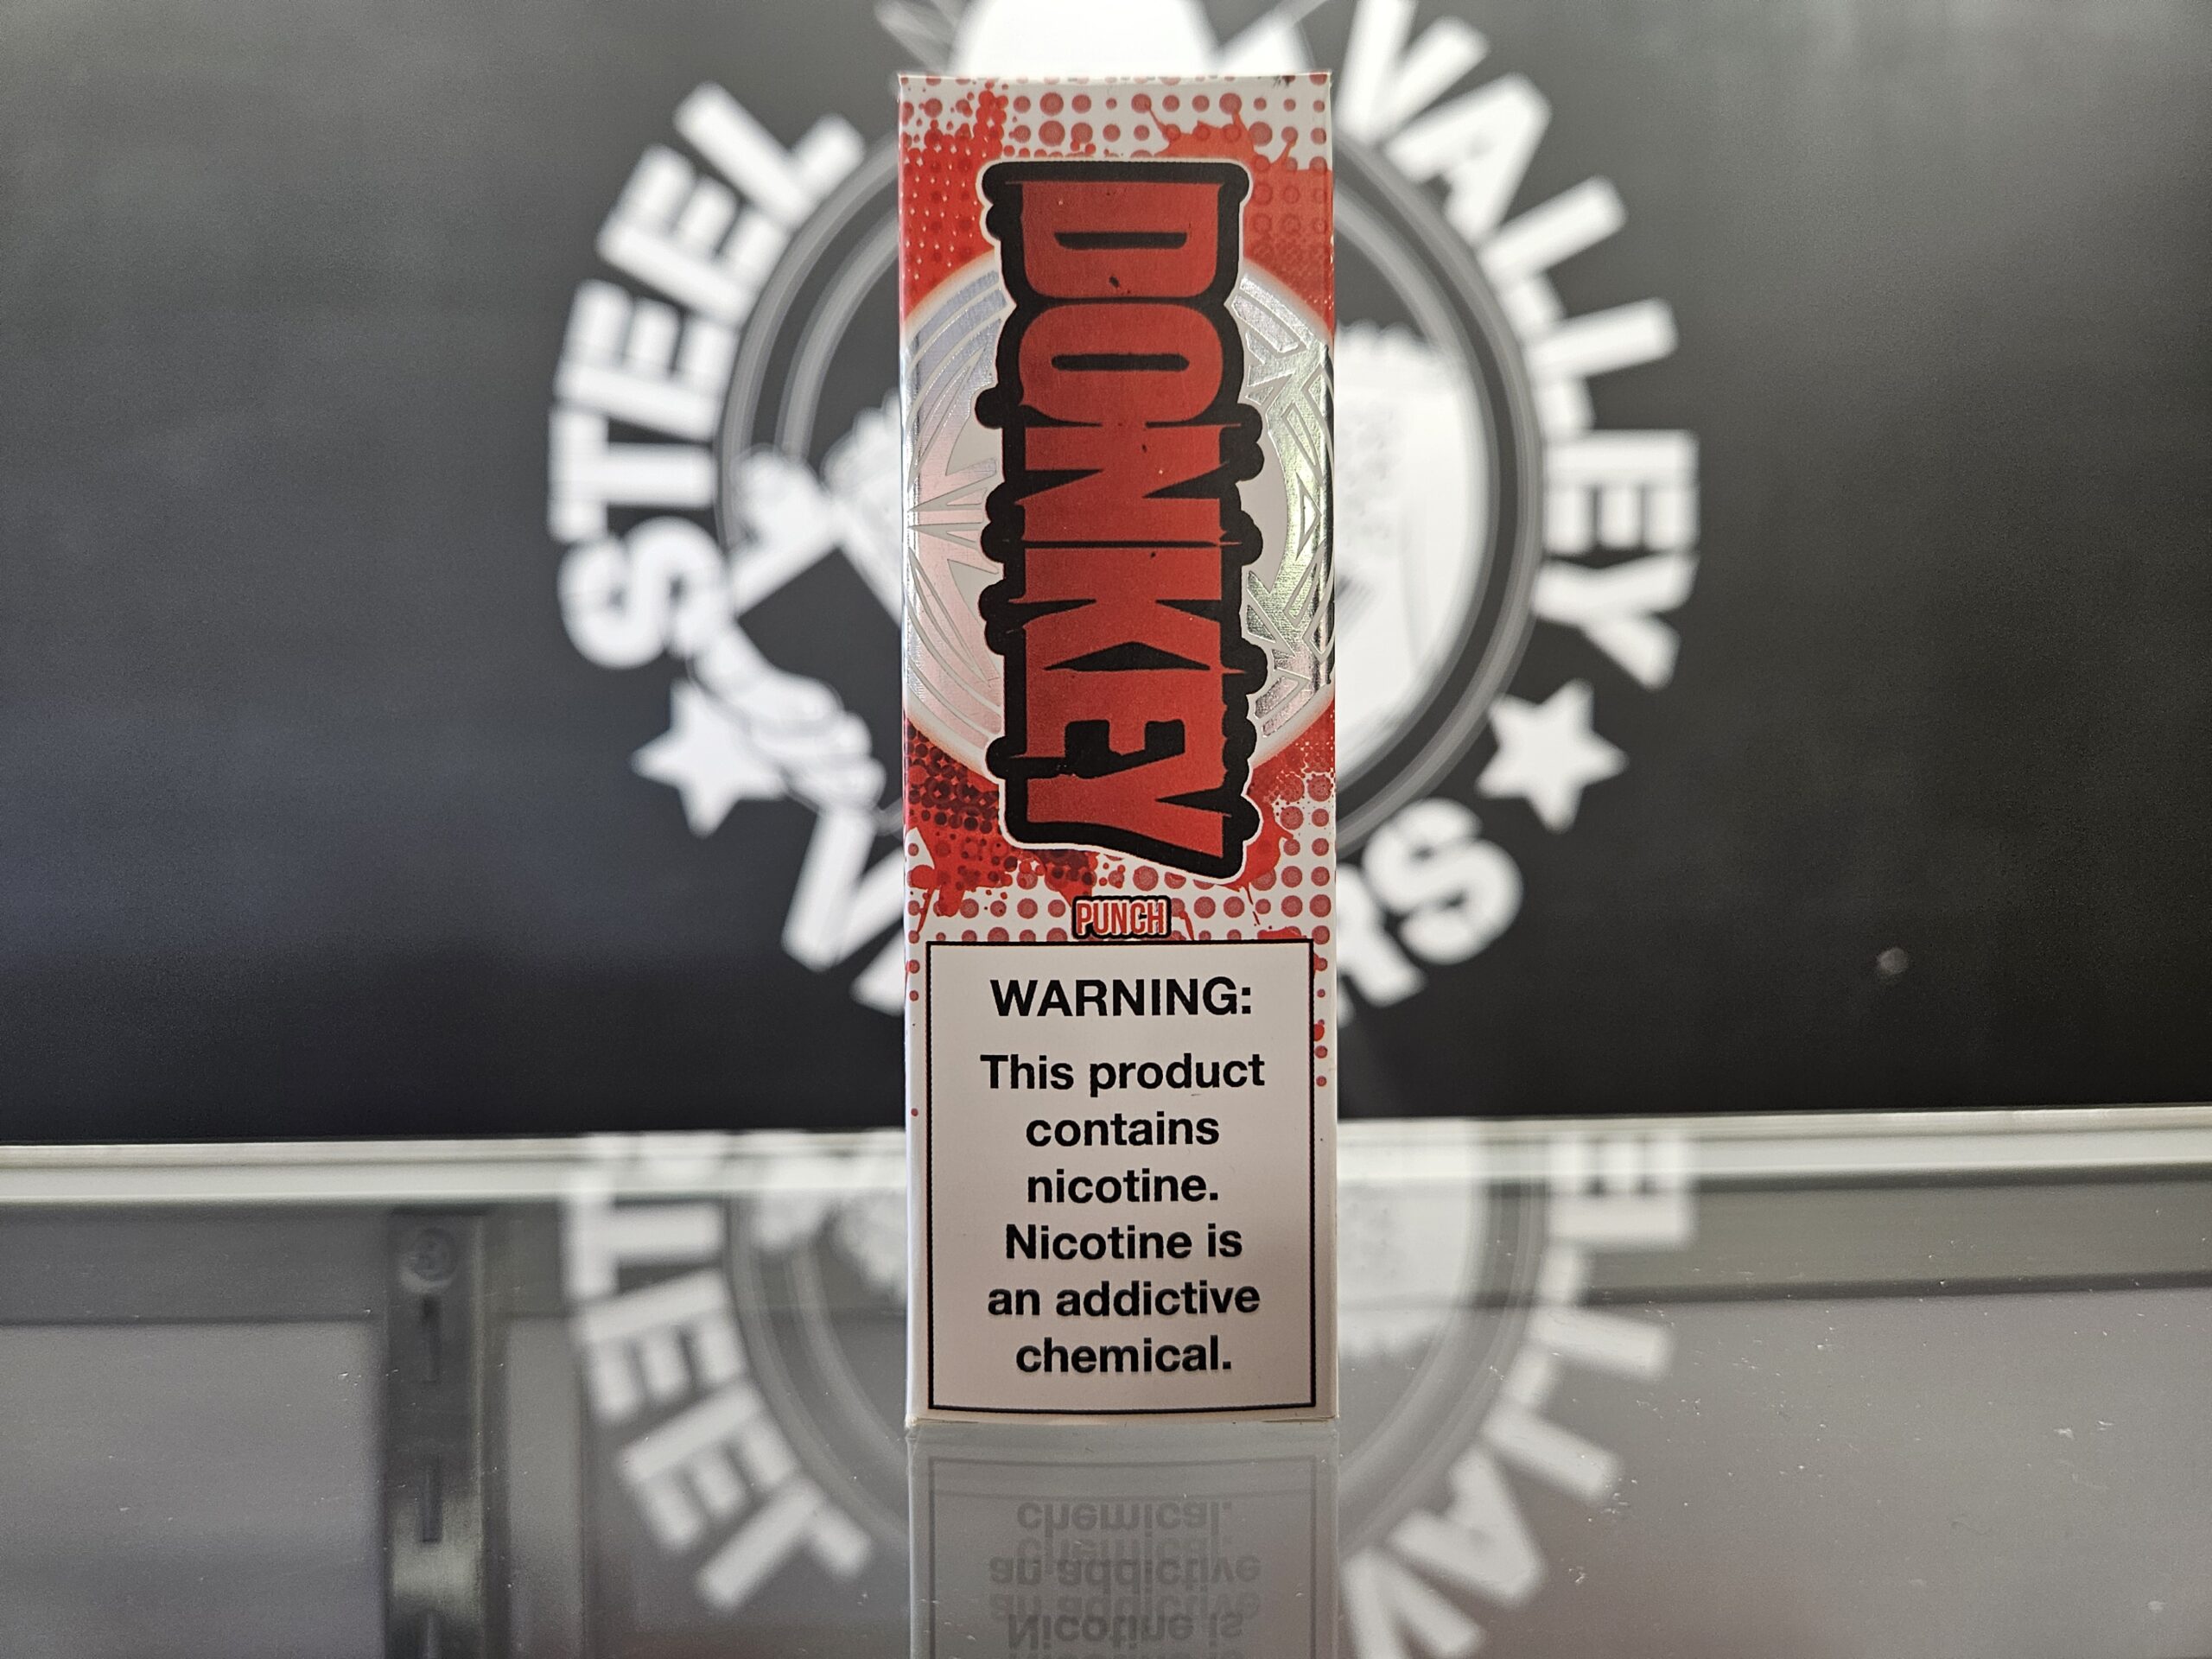 STEEL VALLEY
DONKEY
PUNCH
WARNING:
This product
contains
nicotine.
Nicotine is
an addictive
chemical.